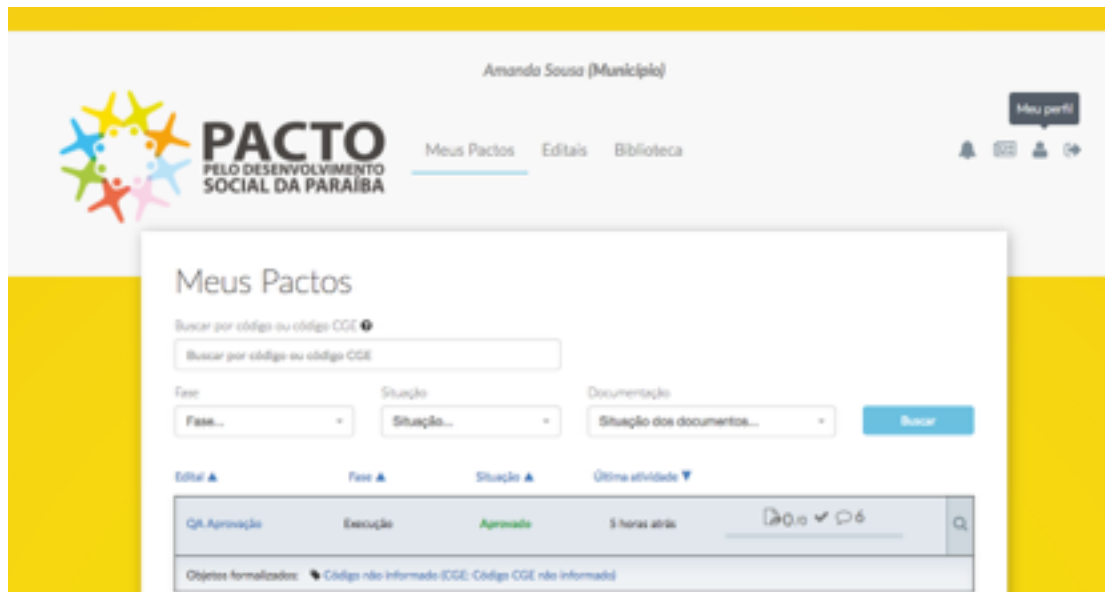 Amanda Sousa (Município)
Meu perfil
PACTO
PELO DESENVOLVIMENTO
SOCIAL DA PARAÍBA
Meus Pactos Editais Biblioteca
Meus Pactos
Buscar por código ou código CGE
Buscar por código ou código CGE
Fase Situação Documentação
Fase... Situação... Situação dos documentos... Buscar
Edital Fase Situação Última atividade
QA Aprovação Execução Aprovado 5 horas atrás 6
Objetos formalizados: Código não informado (CGE: Código CGE não informado)